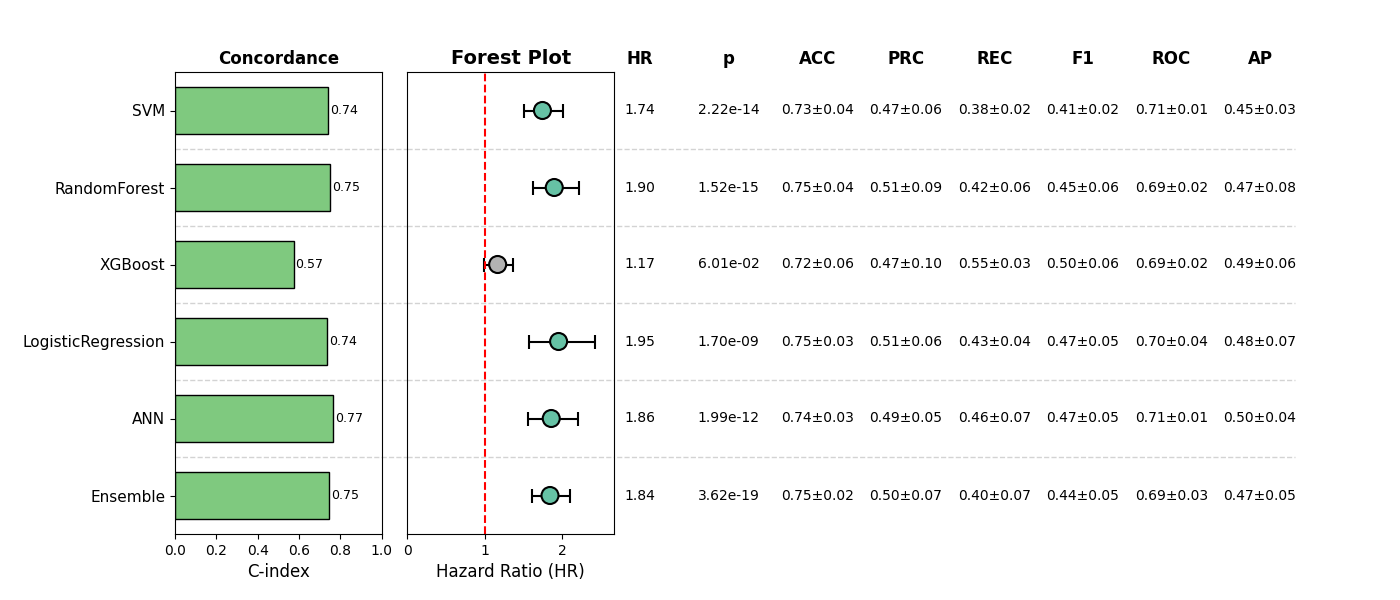 Concordance Forest Plot HR p ACC PRC REC F1 ROC AP
SVM 0.74 1.74 2.22e-14 0.73±0.04 0.47±0.06 0.38±0.02 0.41±0.02 0.71±0.01 0.45±0.03
RandomForest 0.75 1.90 1.52e-15 0.75±0.04 0.51±0.09 0.42±0.06 0.45±0.06 0.69±0.02 0.47±0.08
XGBoost 0.57 1.17 6.01e-02 0.72±0.06 0.47±0.10 0.55±0.03 0.50±0.06 0.69±0.02 0.49±0.06
LogisticRegression 0.74 1.95 1.70e-09 0.75±0.03 0.51±0.06 0.43±0.04 0.47±0.05 0.70±0.04 0.48±0.07
ANN 0.77 1.86 1.99e-12 0.74±0.03 0.49±0.05 0.46±0.07 0.47±0.05 0.71±0.01 0.50±0.04
Ensemble 0.75 1.84 3.62e-19 0.75±0.02 0.50±0.07 0.40±0.07 0.44±0.05 0.69±0.03 0.47±0.05
0.0 0.2 0.4 0.6 0.8 1.0 0 1 2
C-index Hazard Ratio (HR)